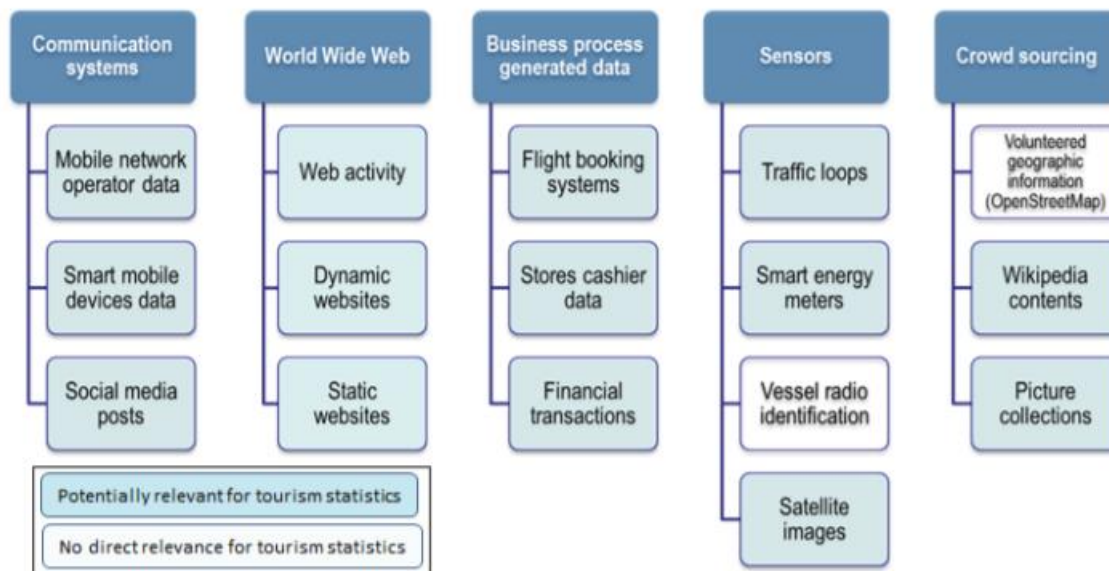 Communication
systems
Mobile network
operator data
Smart mobile
devices data
Social media
posts
World Wide Web
Web activity
Dynamic
websites
Static
websites
Business process
generated data
Flight booking
systems
Stores cashier
data
Financial
transactions
Sensors
Traffic loops
Smart energy
meters
Vessel radio
identification
Satellite
images
Crowd sourcing
Volunteered
geographic
information
(OpenStreetMap)
Wikipedia
contents
Picture
collections
Potentially relevant for tourism statistics
No direct relevance for tourism statistics